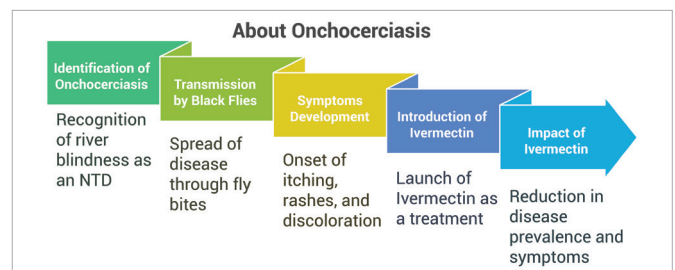 About Onchocerciasis
Identification of
Onchocerciasis
Recognition
of river
blindness as
an NTD
Transmission
by Black Flies
Spread of
disease
through fly
bites
Symptoms
Development
Onset of
itching,
rashes, and
discoloration
Introduction of
Ivermectin
Launch of
Ivermectin as
a treatment
Impact of
Ivermectin
Reduction in
disease
prevalence and
symptoms